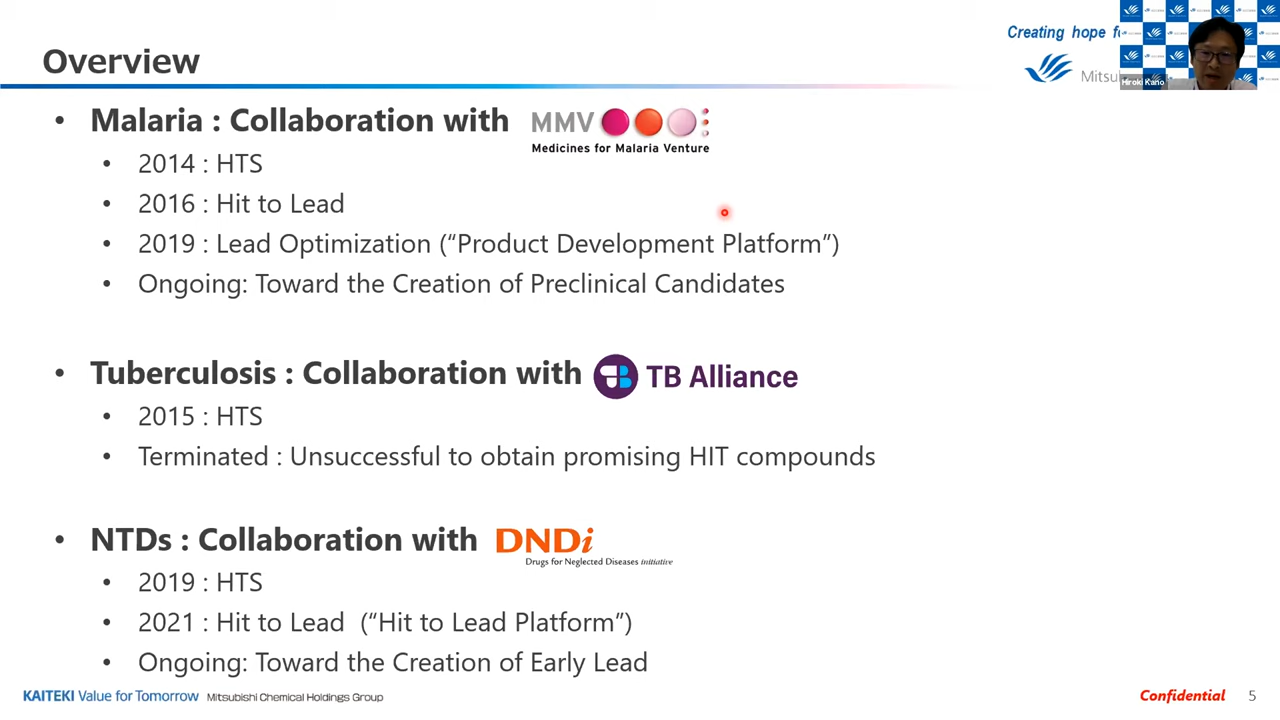 Overview
Creating hope
Mitsu
Hiroki Kano
• Malaria : Collaboration with MMV
Medicines for Malaria Venture
• 2014 : HTS
• 2016 : Hit to Lead
• 2019 : Lead Optimization (“Product Development Platform”)
• Ongoing: Toward the Creation of Preclinical Candidates
• Tuberculosis : Collaboration with TB Alliance
• 2015 : HTS
• Terminated : Unsuccessful to obtain promising HIT compounds
• NTDs : Collaboration with DNDi
Drugs for Neglected Diseases initiative
• 2019 : HTS
• 2021 : Hit to Lead (“Hit to Lead Platform”)
• Ongoing: Toward the Creation of Early Lead
KAITEKI Value for Tomorrow Mitsubishi Chemical Holdings Group
Confidential 5